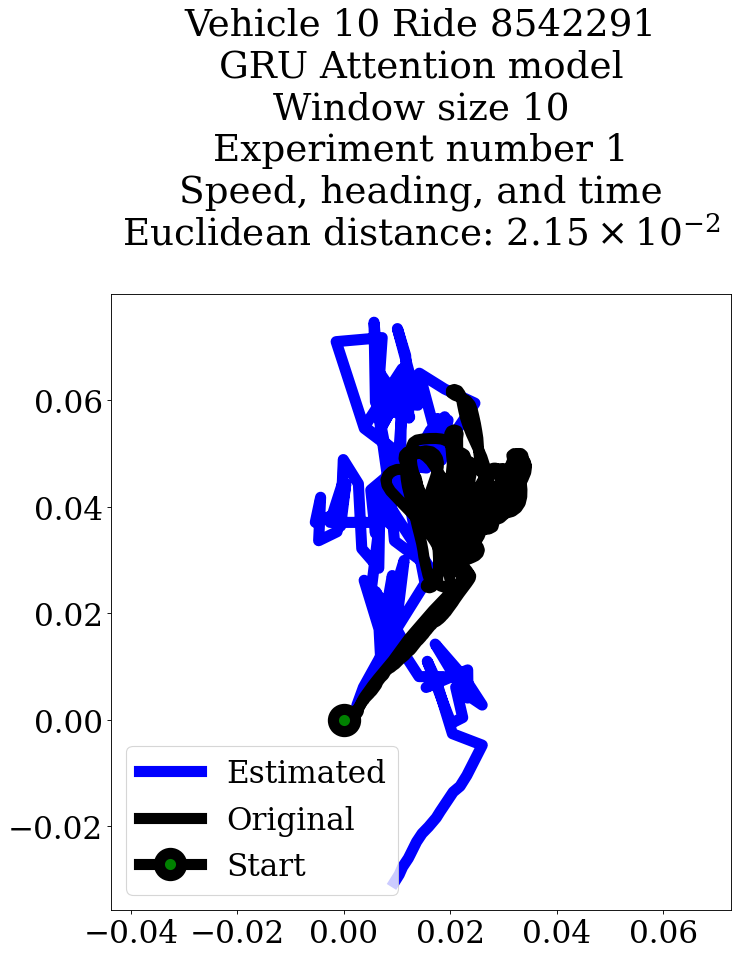 Vehicle 10 Ride 8542291
GRU Attention model
Window size 10
Experiment number 1
Speed, heading, and time
Euclidean distance: 2.15 × 10⁻²
0.06
0.04
0.02
0.00
−0.02
Estimated
Original
Start
−0.04 −0.02 0.00 0.02 0.04 0.06